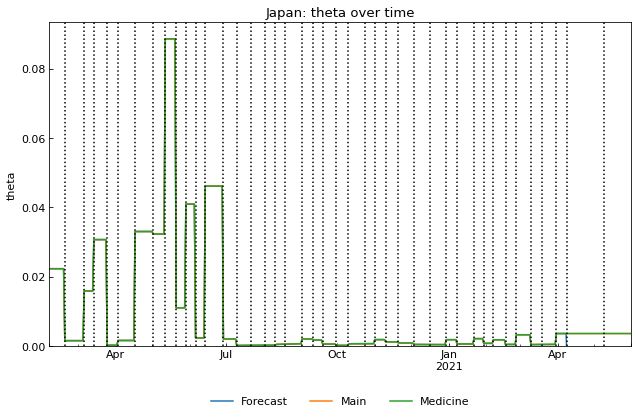 Japan: theta over time
theta
0.08
0.06
0.04
0.02
0.00
Apr
Jul
Oct
Jan
2021
Apr
Forecast
Main
Medicine